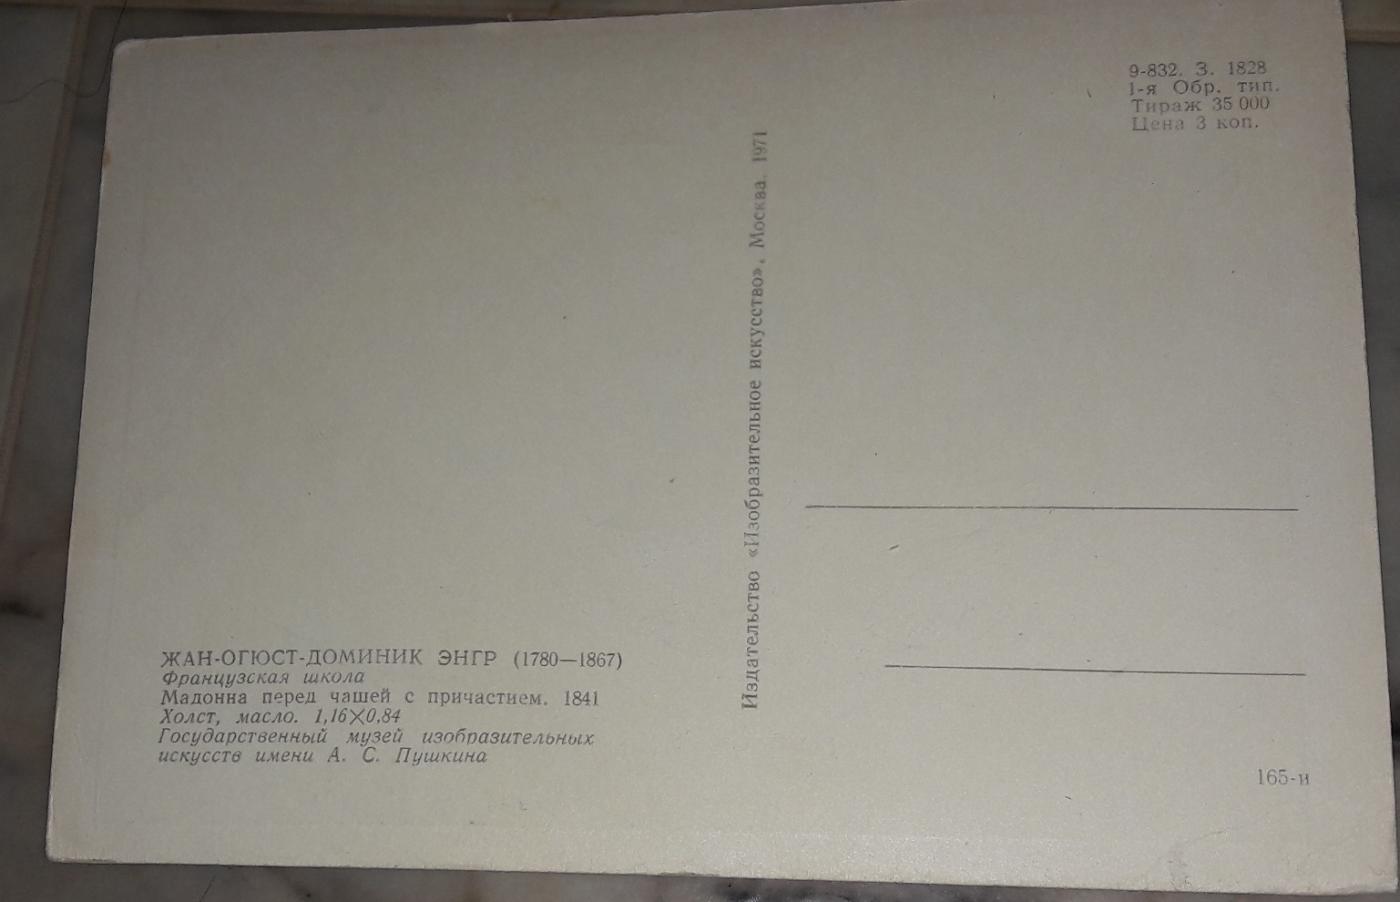 9-832. З. 1828
1-я Обр. тип.
Тираж 35 000
Цена 3 коп.
Издательство «Изобразительное искусство». Москва. 1971
ЖАН-ОГЮСТ-ДОМИНИК ЭНГР (1780—1867)
Французская школа
Мадонна перед чашей с причастием. 1841
Холст, масло. 1,16×0,84
Государственный музей изобразительных
искусств имени А. С. Пушкина
165-и